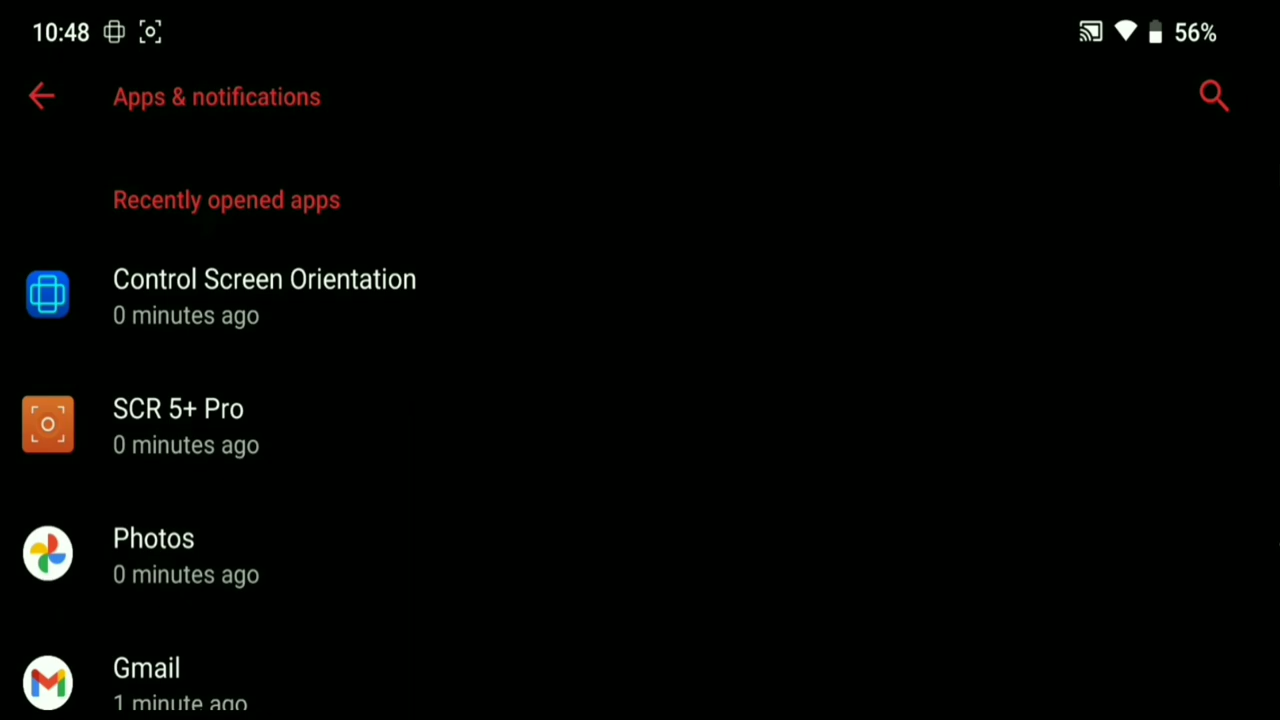 10:48 56%
Apps & notifications
Recently opened apps
Control Screen Orientation
0 minutes ago
SCR 5+ Pro
0 minutes ago
Photos
0 minutes ago
Gmail
1 minute ago